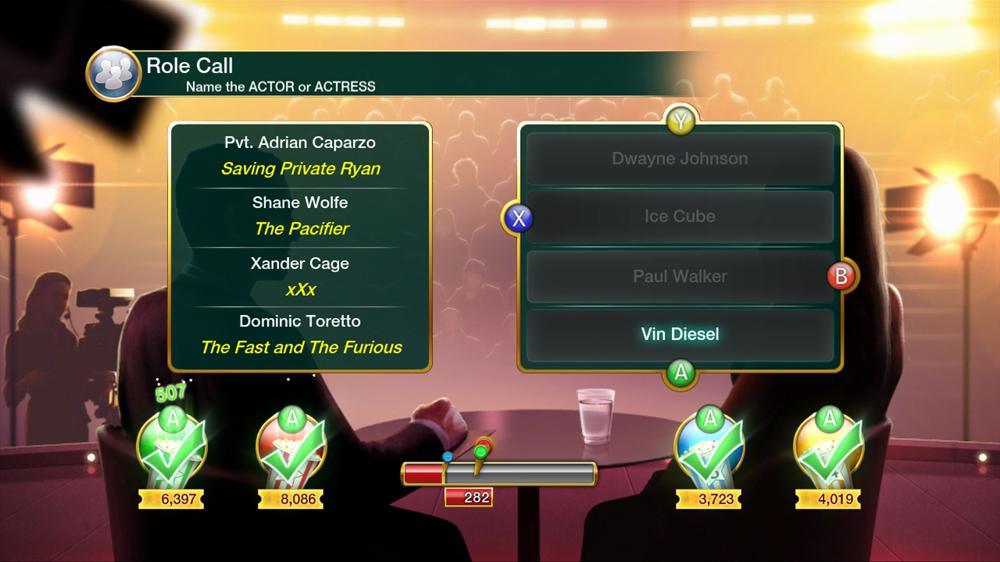 Role Call
Name the ACTOR or ACTRESS
Pvt. Adrian Caparzo
Saving Private Ryan
Shane Wolfe
The Pacifier
Xander Cage
xXx
Dominic Toretto
The Fast and The Furious
Y
Dwayne Johnson
X
Ice Cube
Paul Walker
B
Vin Diesel
A
507
A
A
A
A
6,397
8,086
282
3,723
4,019